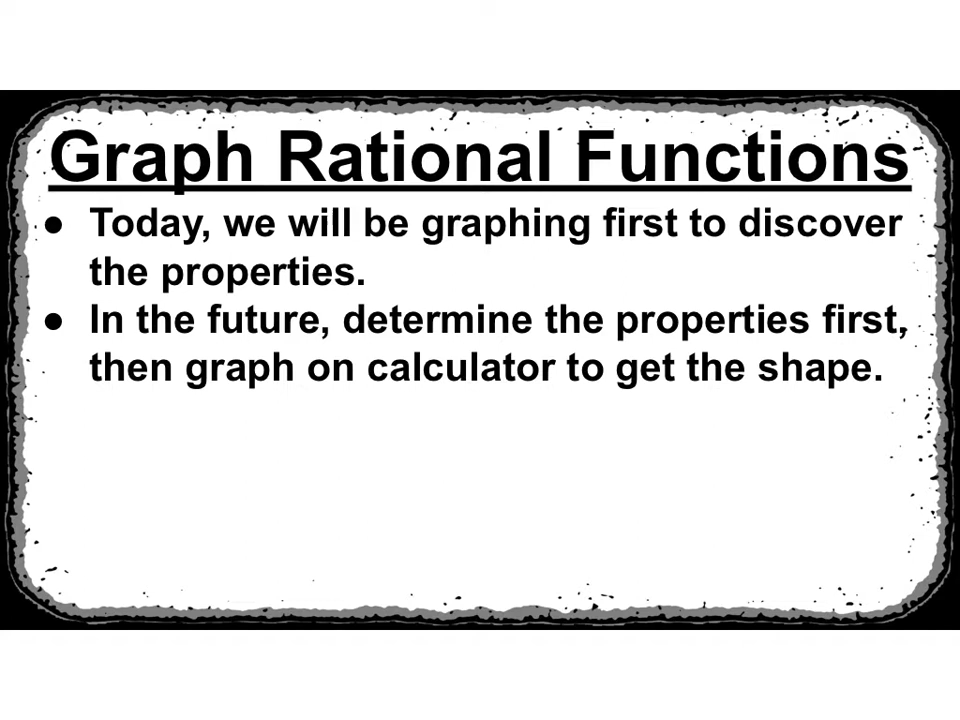 Graph Rational Functions
● Today, we will be graphing first to discover
the properties.
● In the future, determine the properties first,
then graph on calculator to get the shape.